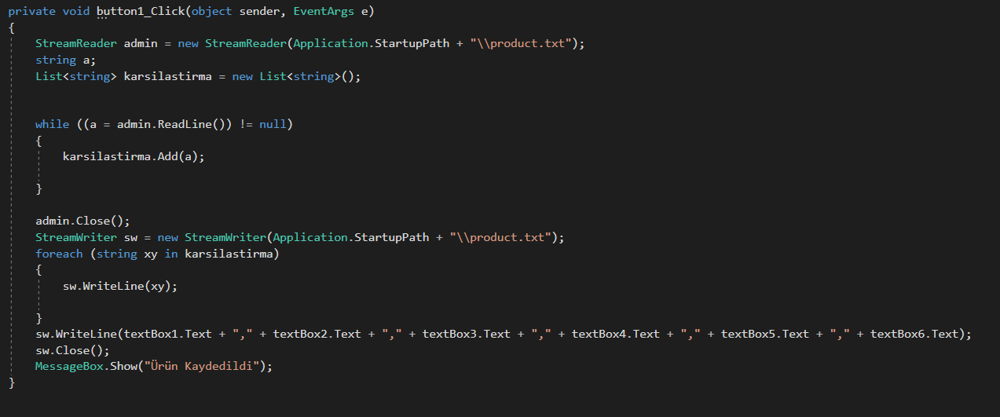 private void button1_Click(object sender, EventArgs e)
{
StreamReader admin = new StreamReader(Application.StartupPath + "\\product.txt");
string a;
List<string> karsilastirma = new List<string>();
while ((a = admin.ReadLine()) != null)
{
karsilastirma.Add(a);
}
admin.Close();
StreamWriter sw = new StreamWriter(Application.StartupPath + "\\product.txt");
foreach (string xy in karsilastirma)
{
sw.WriteLine(xy);
}
sw.WriteLine(textBox1.Text + "," + textBox2.Text + "," + textBox3.Text + "," + textBox4.Text + "," + textBox5.Text + "," + textBox6.Text);
sw.Close();
MessageBox.Show("Ürün Kaydedildi");
}